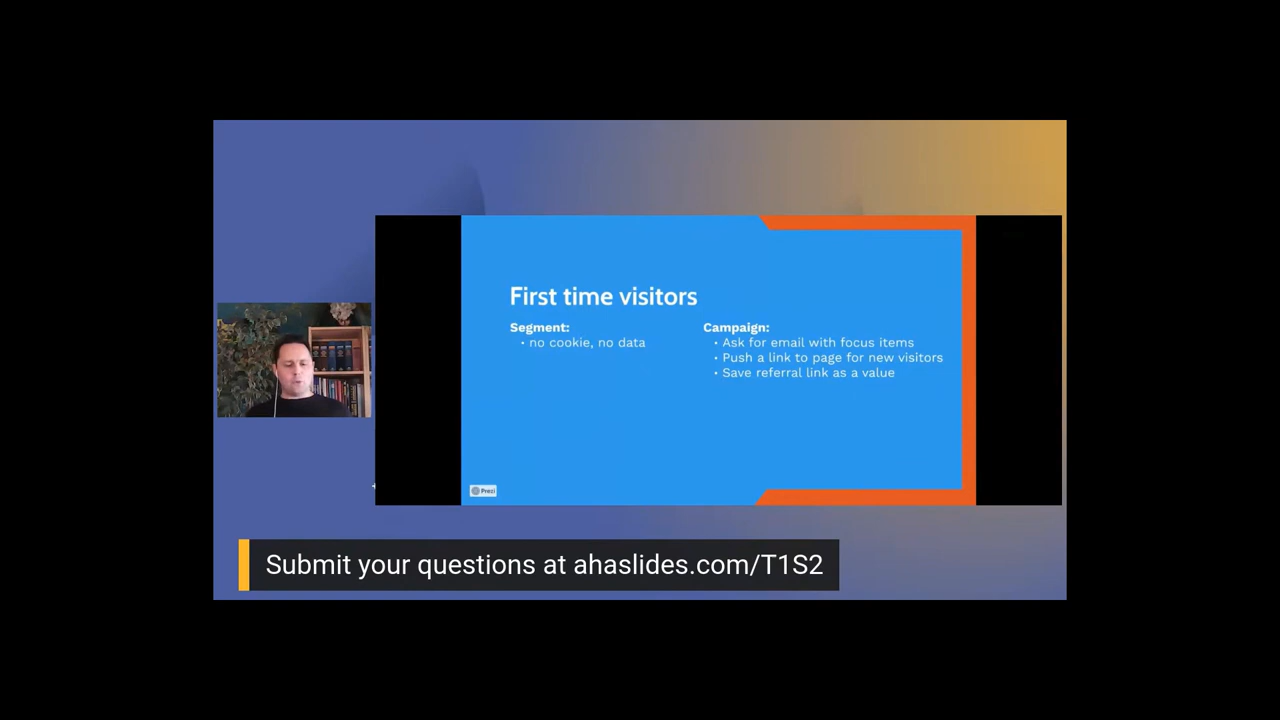 First time visitors
Segment:
• no cookie, no data
Campaign:
• Ask for email with focus items
• Push a link to page for new visitors
• Save referral link as a value
Prezi
Submit your questions at ahaslides.com/T1S2